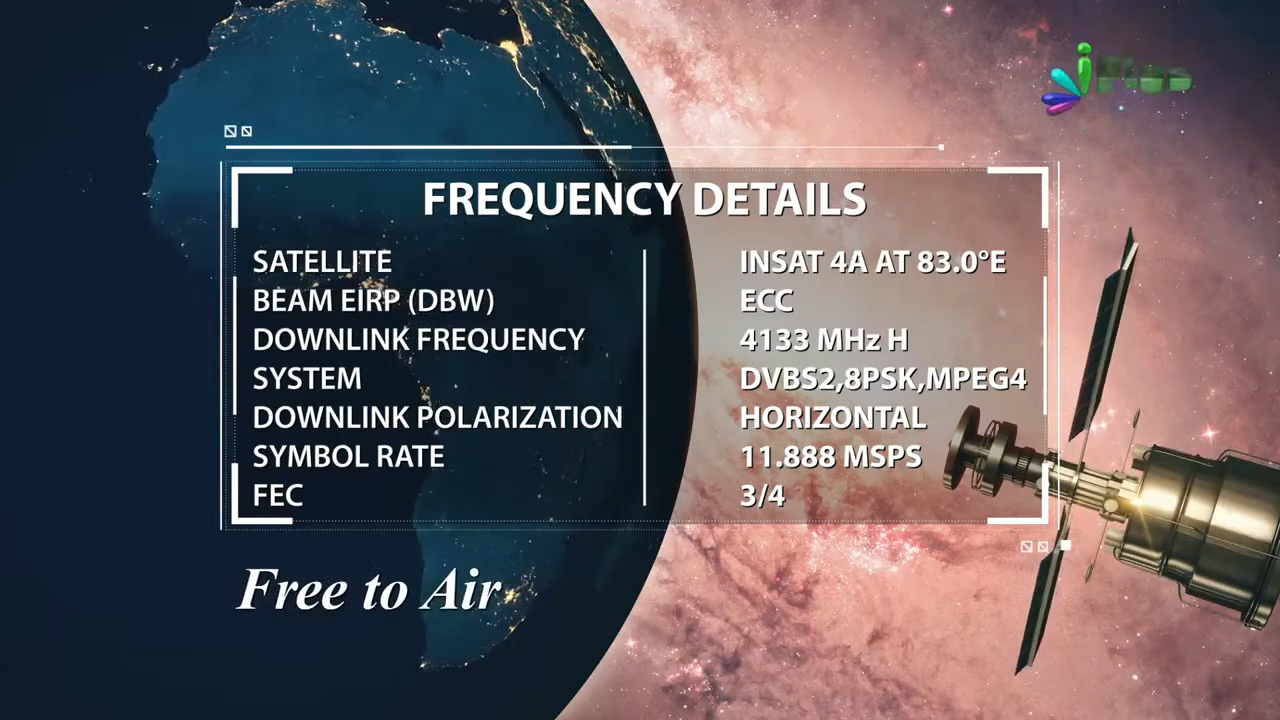 FREQUENCY DETAILS
SATELLITE INSAT 4A AT 83.0°E
BEAM EIRP (DBW) ECC
DOWNLINK FREQUENCY 4133 MHz H
SYSTEM DVBS2,8PSK,MPEG4
DOWNLINK POLARIZATION HORIZONTAL
SYMBOL RATE 11.888 MSPS
FEC 3/4
Free to Air